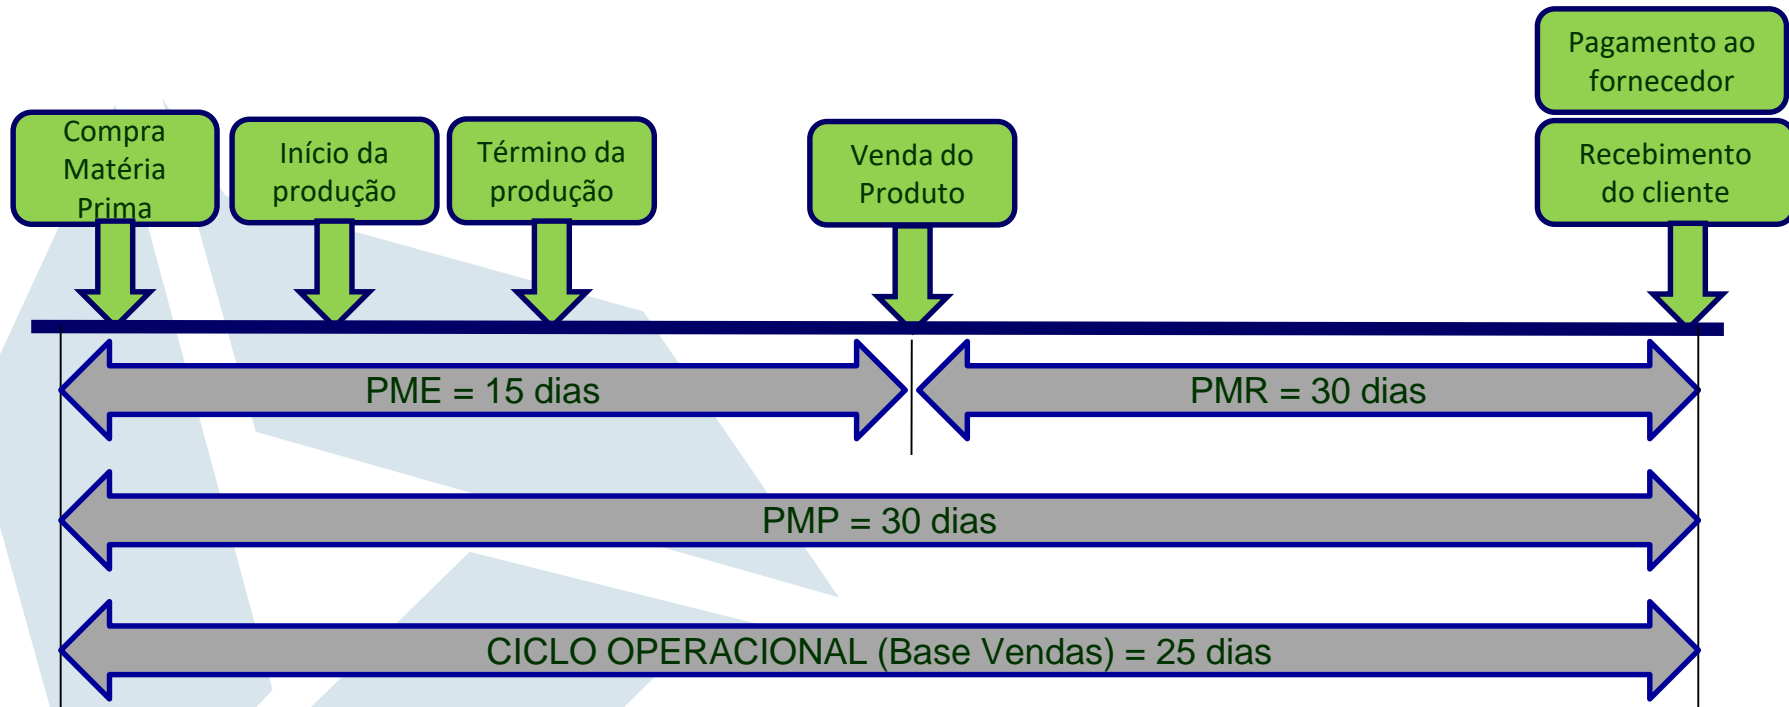 Pagamento ao
fornecedor
Compra
Matéria
Prima
Início da
produção
Término da
produção
Venda do
Produto
Recebimento
do cliente
PME = 15 dias
PMR = 30 dias
PMP = 30 dias
CICLO OPERACIONAL (Base Vendas) = 25 dias